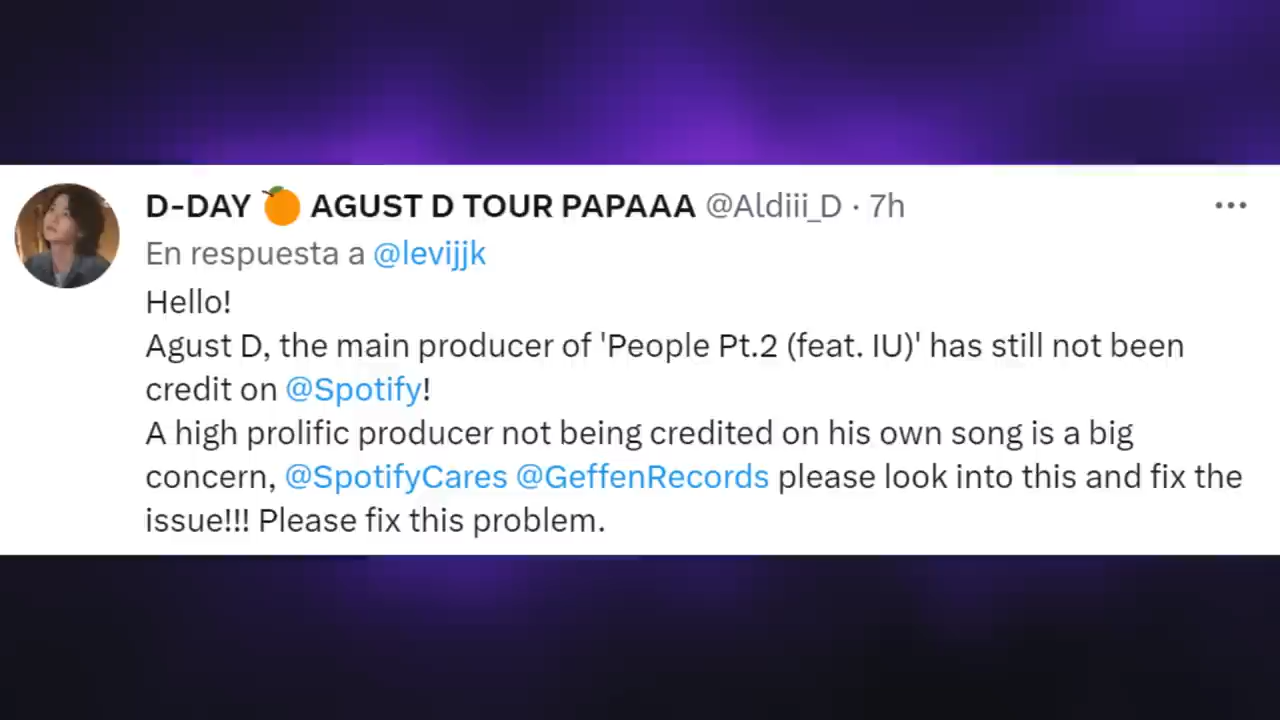 D-DAY 🍊 AGUST D TOUR PAPAAA @Aldiii_D · 7h
En respuesta a @levijjk
Hello!
Agust D, the main producer of 'People Pt.2 (feat. IU)' has still not been
credit on @Spotify!
A high prolific producer not being credited on his own song is a big
concern, @SpotifyCares @GeffenRecords please look into this and fix the
issue!!! Please fix this problem.